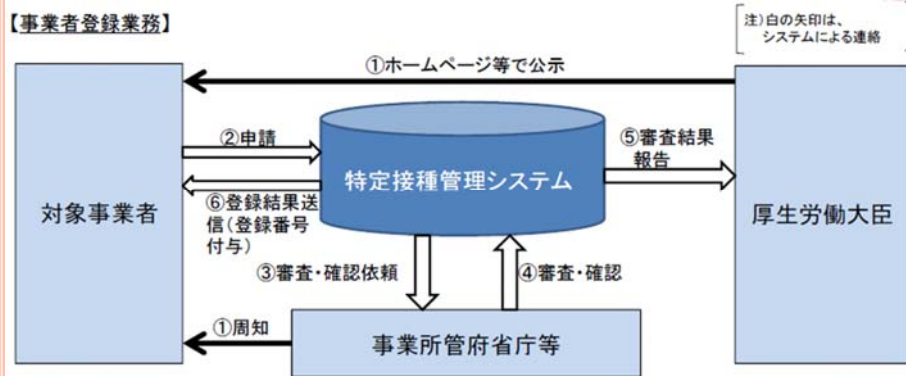 【事業者登録業務】
注)白の矢印は、
システムによる連絡
①ホームページ等で公示
対象事業者
②申請
特定接種管理システム
⑤審査結果
報告
厚生労働大臣
⑥登録結果送
信(登録番号
付与)
③審査・確認依頼
④審査・確認
①周知
事業所管府省庁等